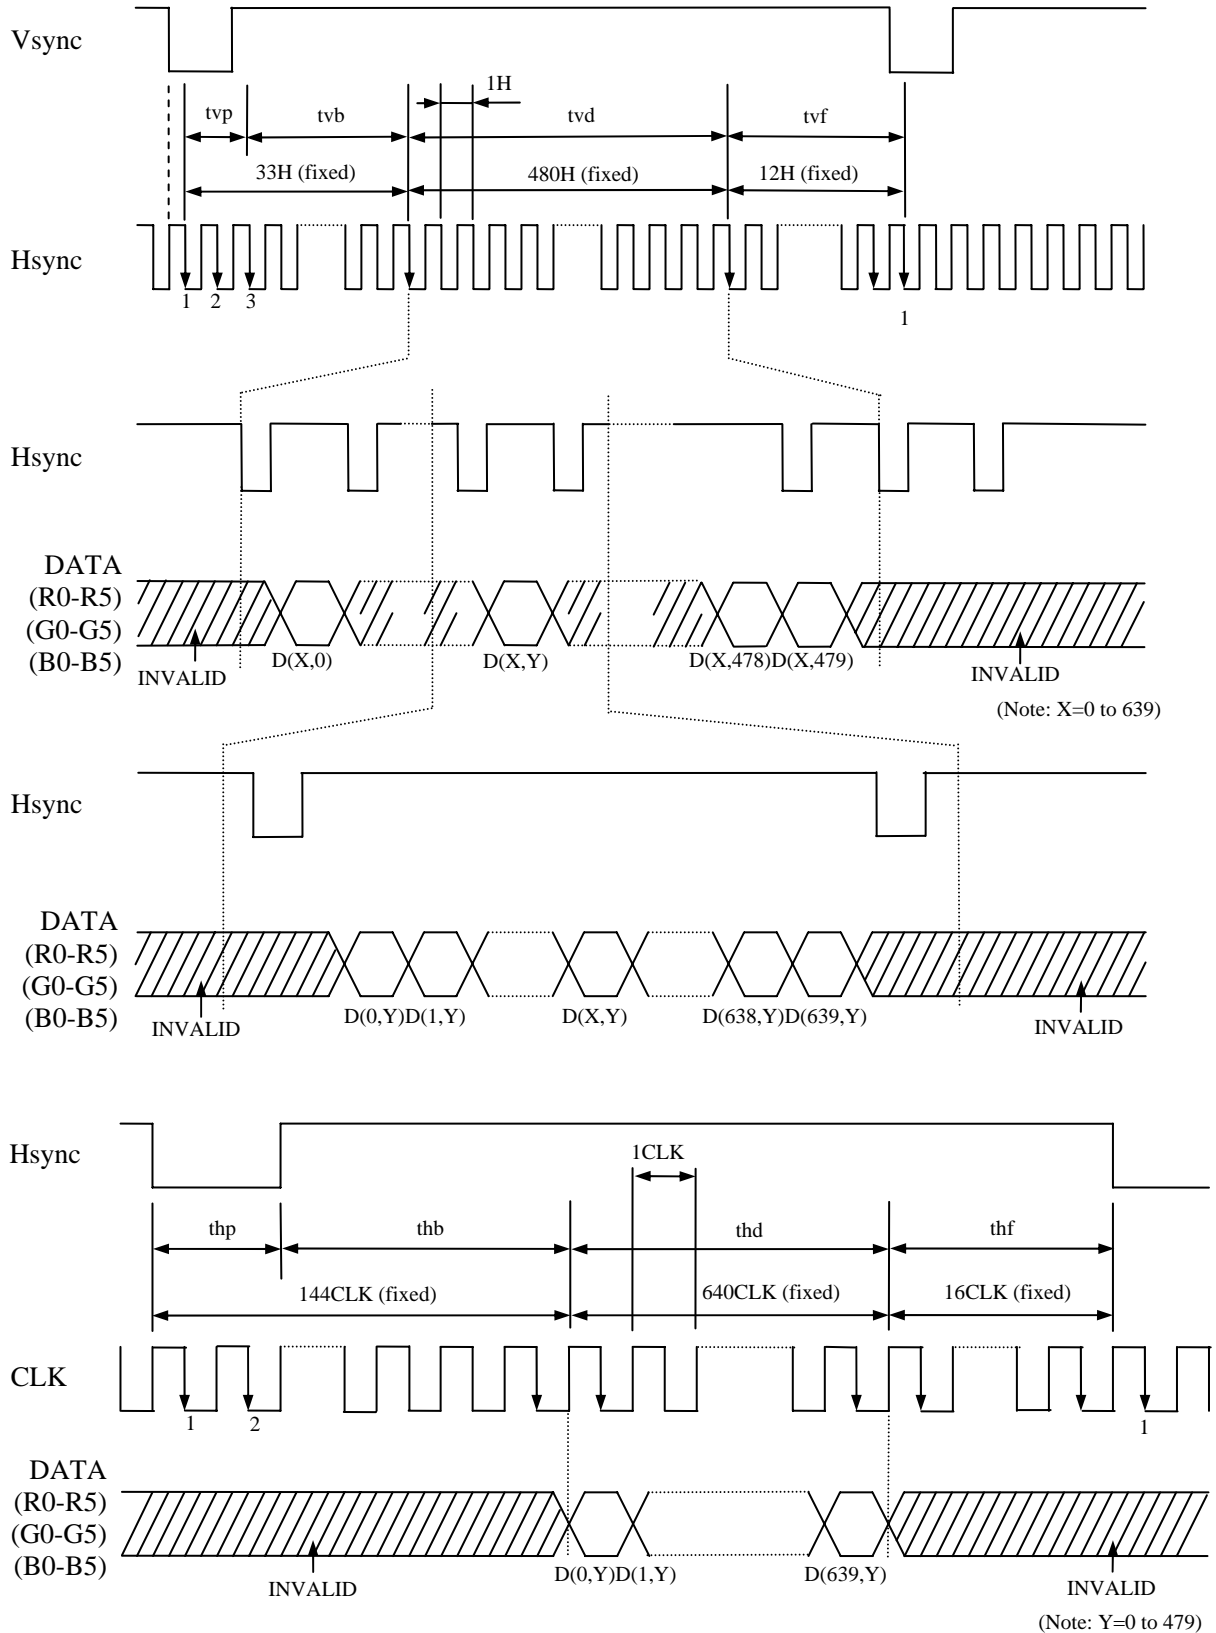 Vsync
1H
tvp tvb tvd tvf
33H (fixed) 480H (fixed) 12H (fixed)
Hsync
1 2 3 1
Hsync
DATA
(R0-R5)
(G0-G5)
(B0-B5)
D(X,0) D(X,Y) D(X,478)D(X,479)
INVALID INVALID
(Note: X=0 to 639)
Hsync
DATA
(R0-R5)
(G0-G5)
(B0-B5)
D(0,Y)D(1,Y) D(X,Y) D(638,Y)D(639,Y)
INVALID INVALID
Hsync
1CLK
thp thb thd thf
144CLK (fixed) 640CLK (fixed) 16CLK (fixed)
CLK
1 2 1
DATA
(R0-R5)
(G0-G5)
(B0-B5)
D(0,Y)D(1,Y) D(639,Y)
INVALID INVALID
(Note: Y=0 to 479)